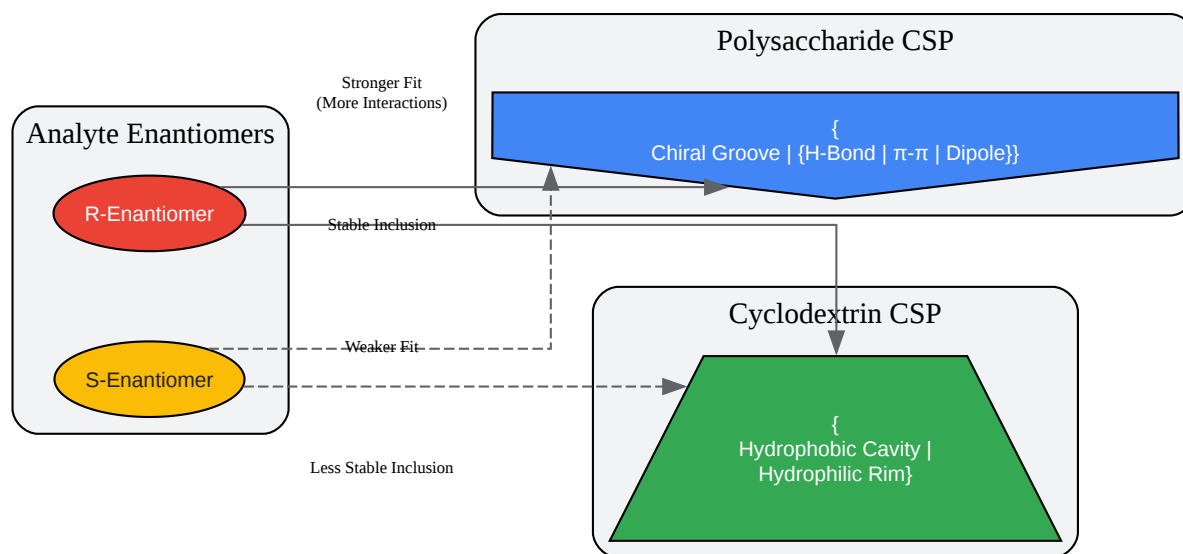 Polysaccharide CSP
Stronger Fit
(More Interactions)
{
Chiral Groove | {H-Bond | π-π | Dipole}}
Analyte Enantiomers
R-Enantiomer
Stable Inclusion
Cyclodextrin CSP
Weaker Fit
S-Enantiomer
{
Hydrophobic Cavity |
Hydrophilic Rim}
Less Stable Inclusion